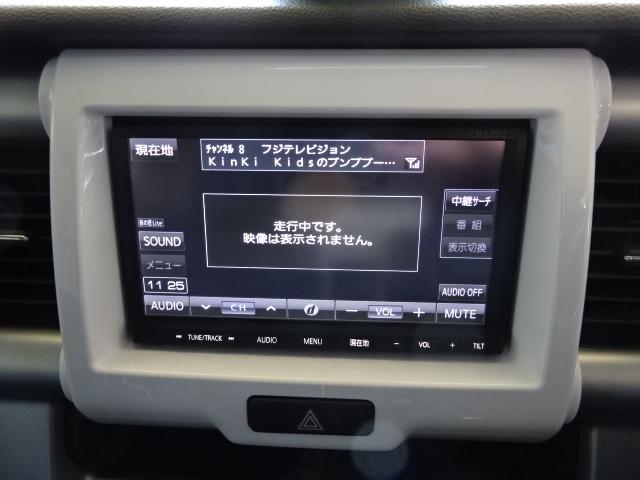 CN-E201Z
現在地
チャンネル 8 フジテレビジョン
KinKi Kidsのブンブブー…
走行中です。
映像は表示されません。
中継サーチ
番組
表示切換
SOUND
メニュー
11 25
AUDIO OFF
AUDIO
CH
VOL
MUTE
TUNE/TRACK
AUDIO
MENU
現在地
- VOL +
TILT